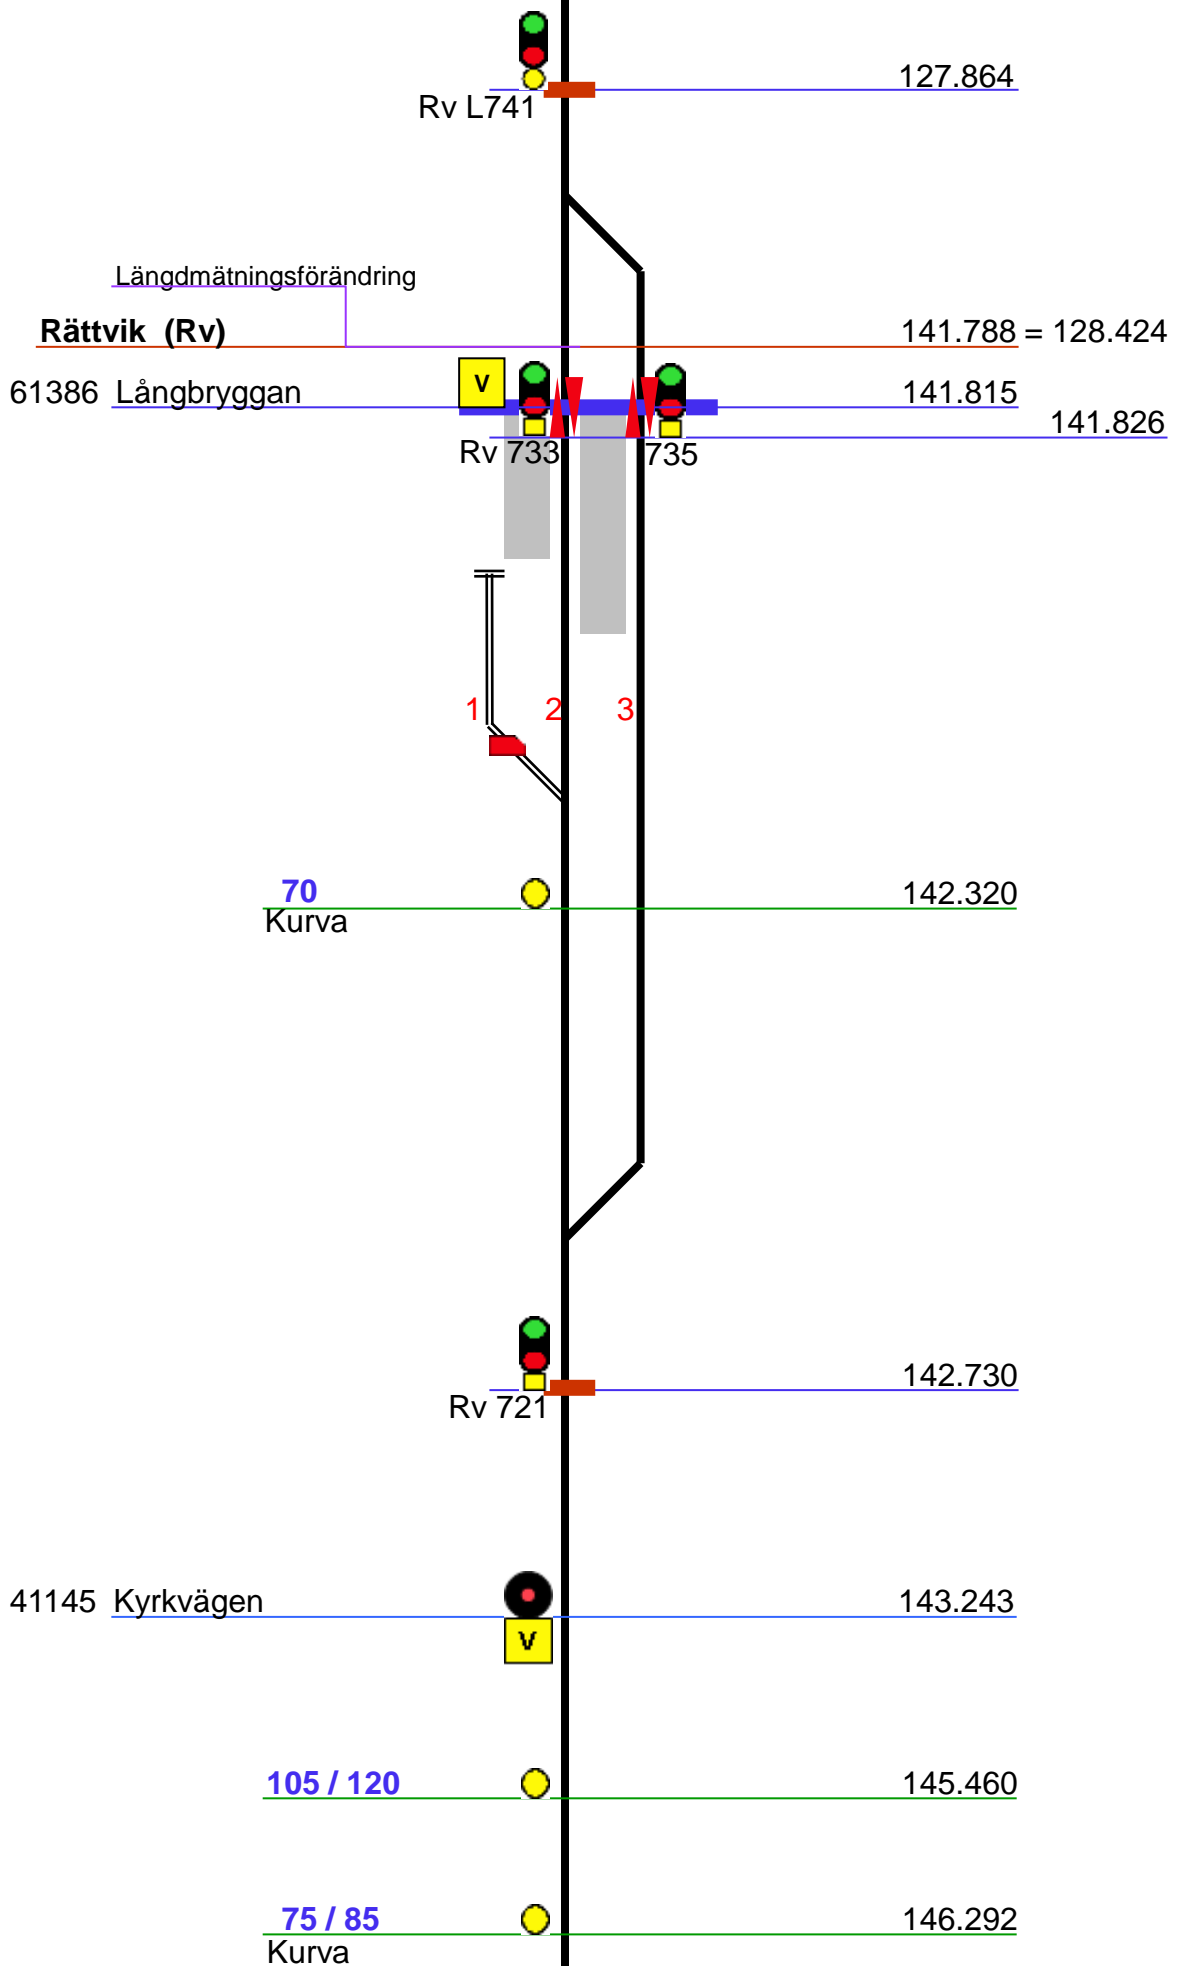 127.864
Rv L741
Längdmätningsförändring
Rättvik (Rv) 141.788 = 128.424
V
61386 Långbryggan 141.815
141.826
Rv 733 735
1 2 3
70 142.320
Kurva
142.730
Rv 721
41145 Kyrkvägen 143.243
V
105 / 120 145.460
75 / 85 146.292
Kurva